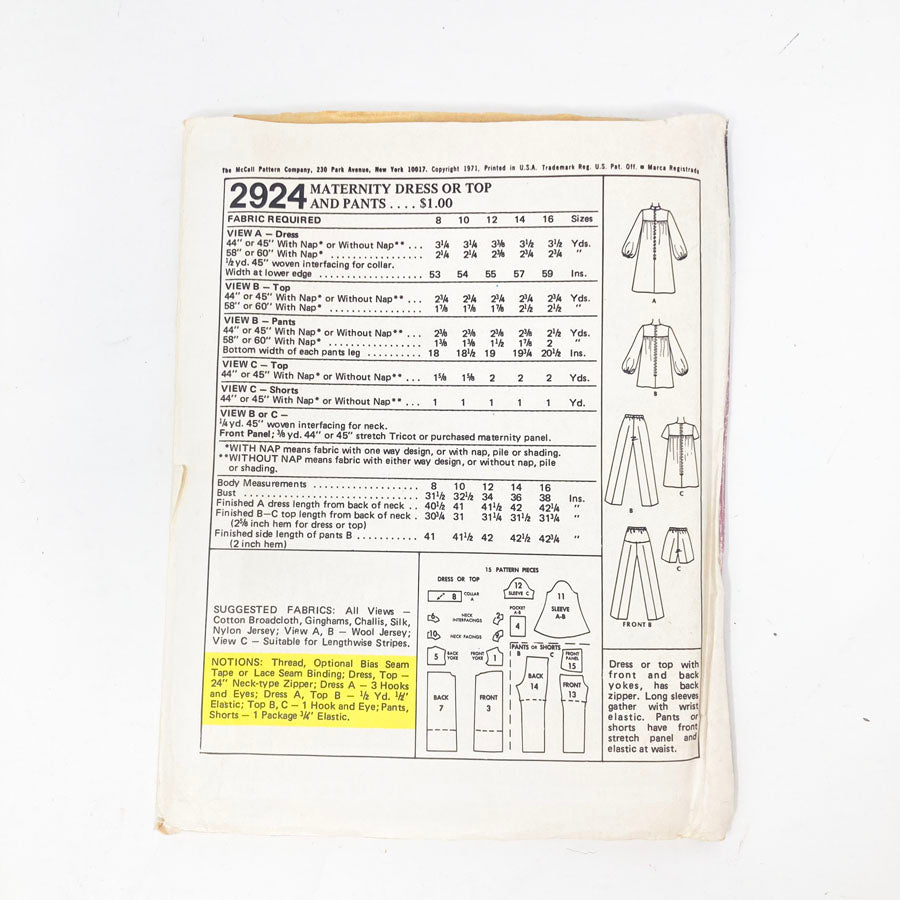 The McCall Pattern Company, 230 Park Avenue, New York 10017. Copyright 1971, Printed in U.S.A. Trademark Reg. U.S. Pat. Off. • Marca Registrada
2924 MATERNITY DRESS OR TOP
AND PANTS .... $1.00
FABRIC REQUIRED 8 10 12 14 16 Sizes
VIEW A – Dress
44" or 45" With Nap* or Without Nap** ... 3¼ 3¼ 3⅜ 3½ 3½ Yds.
58" or 60" With Nap* .................. 2¼ 2¼ 2⅜ 2¾ 2¾ "
½ yd. 45" woven interfacing for collar.
Width at lower edge .................. 53 54 55 57 59 Ins.
VIEW B – Top
44" or 45" With Nap* or Without Nap** ... 2¾ 2¾ 2¾ 2¾ 2¾ Yds.
58" or 60" With Nap* .................. 1⅞ 1⅞ 1⅞ 2½ 2½ "
VIEW B – Pants
44" or 45" With Nap* or Without Nap** ... 2⅜ 2⅜ 2⅜ 2⅜ 2½ Yds.
58" or 60" With Nap* .................. 1⅜ 1⅜ 1½ 1⅞ 2 "
Bottom width of each pants leg .......... 18 18½ 19 19¾ 20½ Ins.
VIEW C – Top
44" or 45" With Nap* or Without Nap** ... 1⅝ 1⅝ 2 2 2 Yds.
VIEW C – Shorts
44" or 45" With Nap* or Without Nap** ... 1 1 1 1 1 Yd.
VIEW B or C –
¼ yd. 45" woven interfacing for neck.
Front Panel; ⅜ yd. 44" or 45" stretch Tricot or purchased maternity panel.
*WITH NAP means fabric with one way design, or with nap, pile or shading.
**WITHOUT NAP means fabric with either way design, or without nap, pile
or shading.
Body Measurements .................. 8 10 12 14 16
Bust .................. 31½ 32½ 34 36 38 Ins.
Finished A dress length from back of neck .. 40½ 41 41½ 42 42¼ "
Finished B–C top length from back of neck . 30¾ 31 31¼ 31½ 31¾ "
(2⅝ inch hem for dress or top)
Finished side length of pants B ........... 41 41½ 42 42½ 42¾ "
(2 inch hem)
A
B
B
C
C
FRONT B
SUGGESTED FABRICS: All Views –
Cotton Broadcloth, Ginghams, Challis, Silk,
Nylon Jersey; View A, B – Wool Jersey;
View C – Suitable for Lengthwise Stripes.
NOTIONS: Thread, Optional Bias Seam
Tape or Lace Seam Binding; Dress, Top –
24" Neck-type Zipper; Dress A – 3 Hooks
and Eyes; Dress A, Top B – ½ Yd. ½"
Elastic; Top B, C – 1 Hook and Eye; Pants,
Shorts – 1 Package ¾" Elastic.
15 PATTERN PIECES
DRESS OR TOP
8 COLLAR
A
12
SLEEVE C
11
SLEEVE
A-B
NECK
INTERFACINGS
POCKET
A-B
4
10 NECK FACINGS
5 BACK
YOKE
FRONT
YOKE 1
PANTS OR SHORTS
B C
FRONT
PANEL
15
BACK
7
FRONT
3
BACK
14
FRONT
13
Dress or top with
front and back
yokes, has back
zipper. Long sleeves
gather with wrist
elastic. Pants or
shorts have front
stretch panel and
elastic at waist.